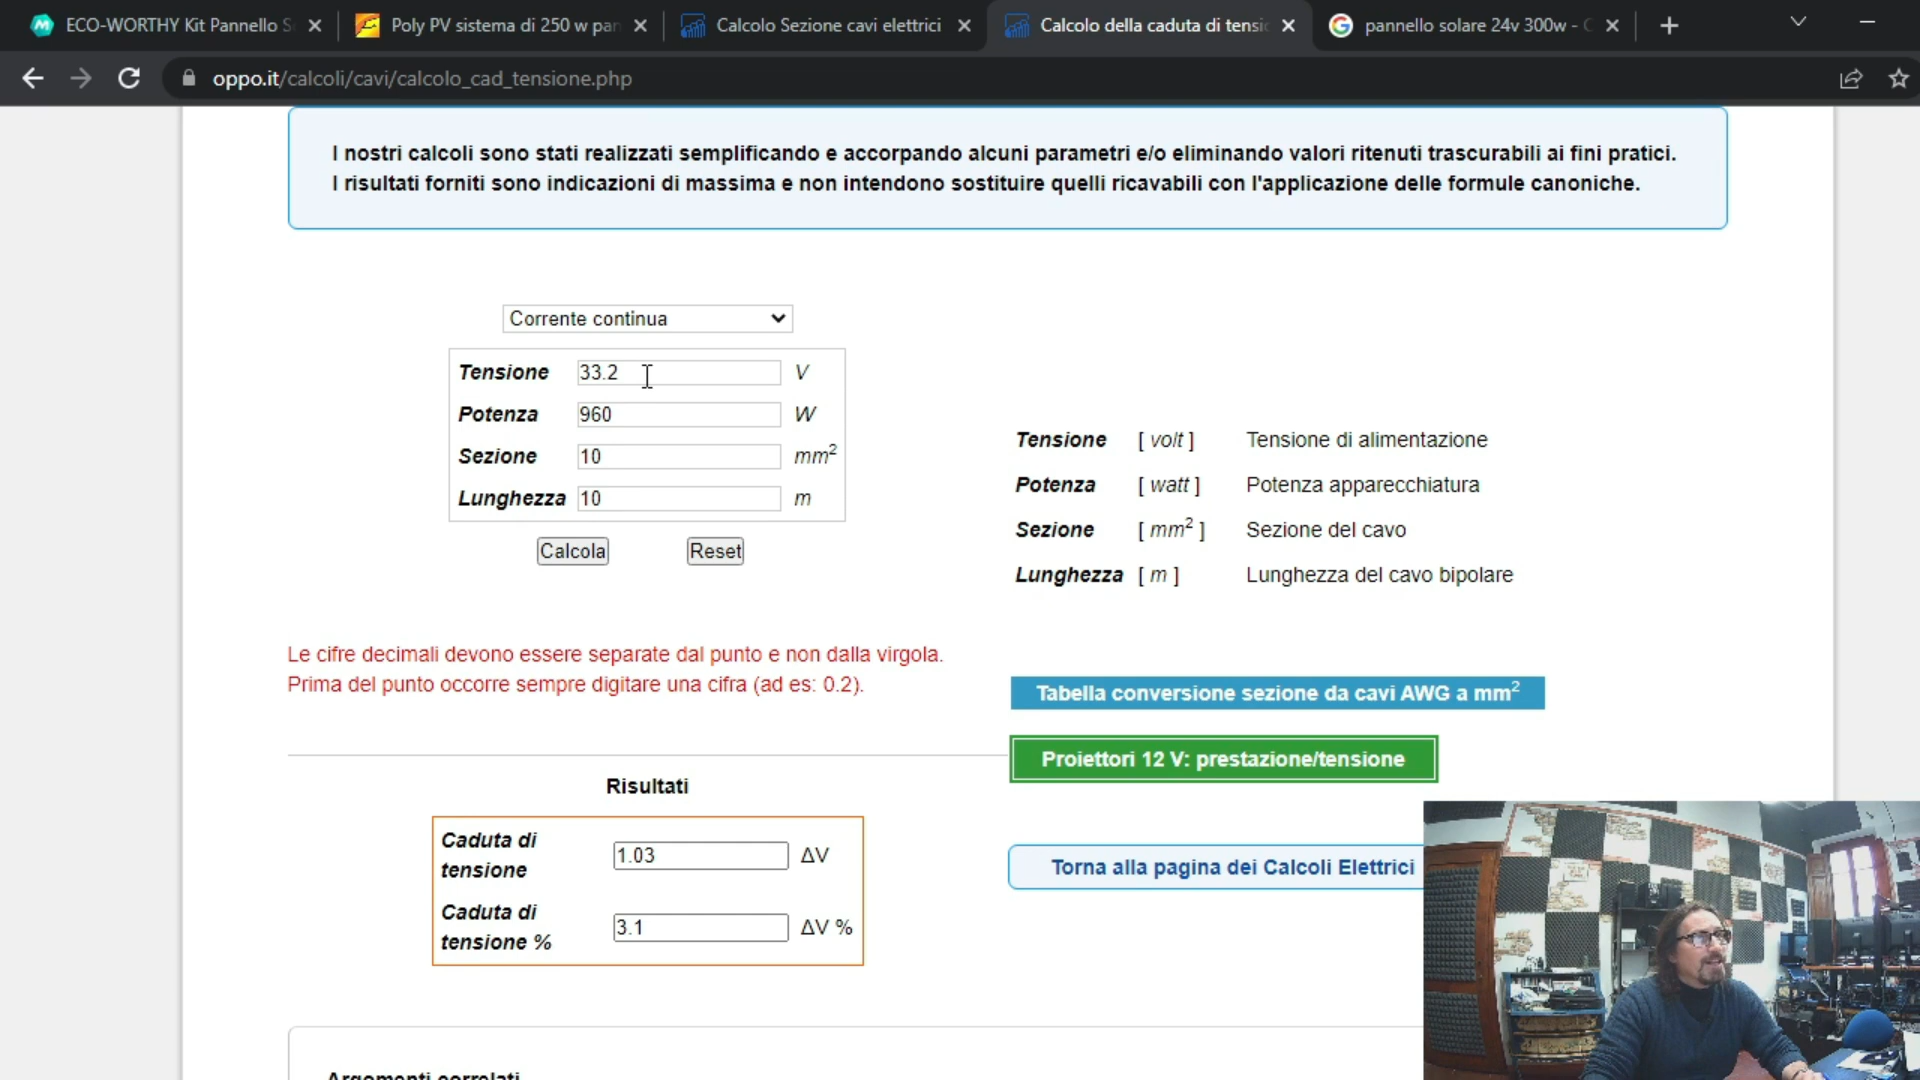 ECO-WORTHY Kit Pannello S
Poly PV sistema di 250 w pan
Calcolo Sezione cavi elettrici
Calcolo della caduta di tensio
pannello solare 24v 300w - C
oppo.it/calcoli/cavi/calcolo_cad_tensione.php
I nostri calcoli sono stati realizzati semplificando e accorpando alcuni parametri e/o eliminando valori ritenuti trascurabili ai fini pratici.
I risultati forniti sono indicazioni di massima e non intendono sostituire quelli ricavabili con l'applicazione delle formule canoniche.
Corrente continua
Tensione 33.2 V
Potenza 960 W
Sezione 10 mm²
Lunghezza 10 m
Calcola Reset
Tensione [ volt ] Tensione di alimentazione
Potenza [ watt ] Potenza apparecchiatura
Sezione [ mm² ] Sezione del cavo
Lunghezza [ m ] Lunghezza del cavo bipolare
Le cifre decimali devono essere separate dal punto e non dalla virgola.
Prima del punto occorre sempre digitare una cifra (ad es: 0.2).
Tabella conversione sezione da cavi AWG a mm²
Proiettori 12 V: prestazione/tensione
Risultati
Caduta di
tensione 1.03 ΔV
Caduta di
tensione % 3.1 ΔV %
Torna alla pagina dei Calcoli Elettrici
Argomenti correlati